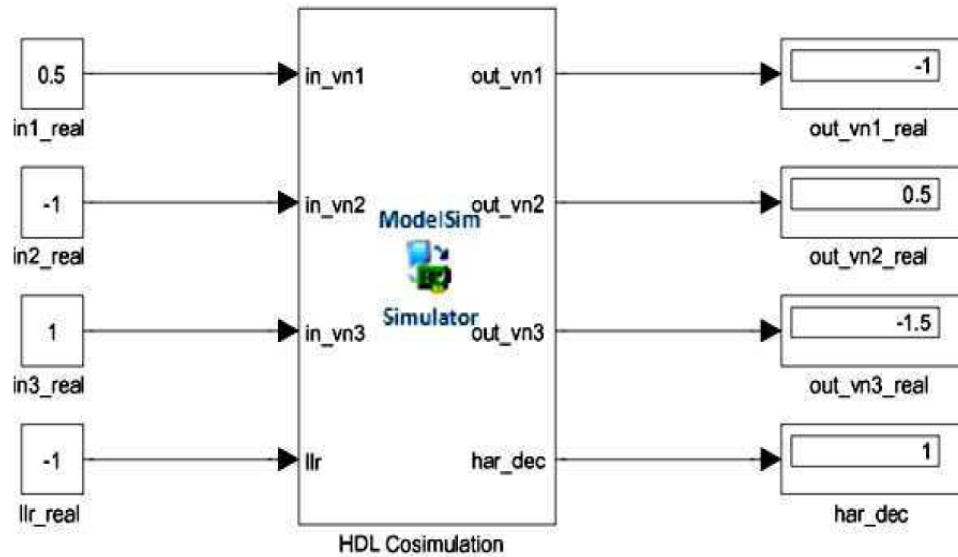 0.5
in1_real
in_vn1
out_vn1
-1
out_vn1_real
-1
in2_real
in_vn2
out_vn2
0.5
out_vn2_real
ModelSim
Simulator
1
in3_real
in_vn3
out_vn3
-1.5
out_vn3_real
-1
llr_real
llr
har_dec
1
har_dec
HDL Cosimulation